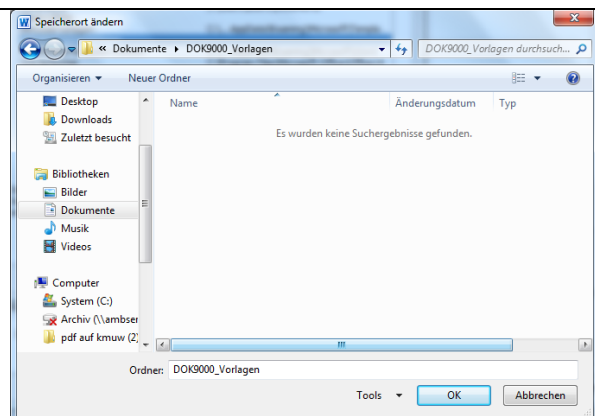 Speicherort ändern
« Dokumente ▸ DOK9000_Vorlagen
DOK9000_Vorlagen durchsuch...
Organisieren
Neuer Ordner
Name
Änderungsdatum
Typ
Es wurden keine Suchergebnisse gefunden.
Desktop
Downloads
Zuletzt besucht
Bibliotheken
Bilder
Dokumente
Musik
Videos
Computer
System (C:)
Archiv (\\ambser
pdf auf kmuw (2)
Ordner: DOK9000_Vorlagen
Tools
OK
Abbrechen